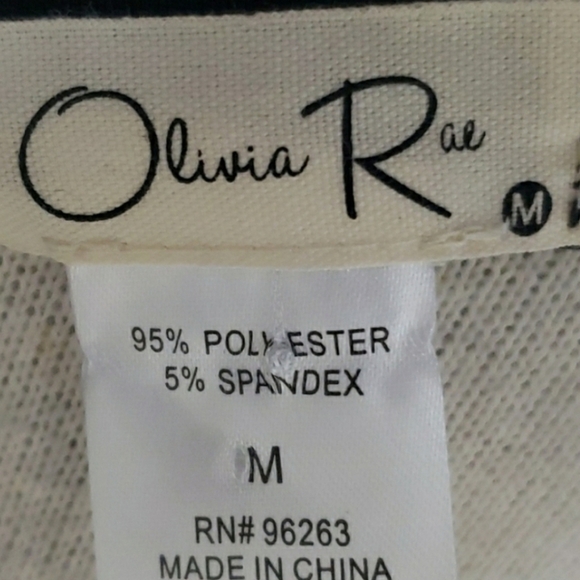 Olivia Rae
M
95% POLYESTER
5% SPANDEX
M
RN# 96263
MADE IN CHINA